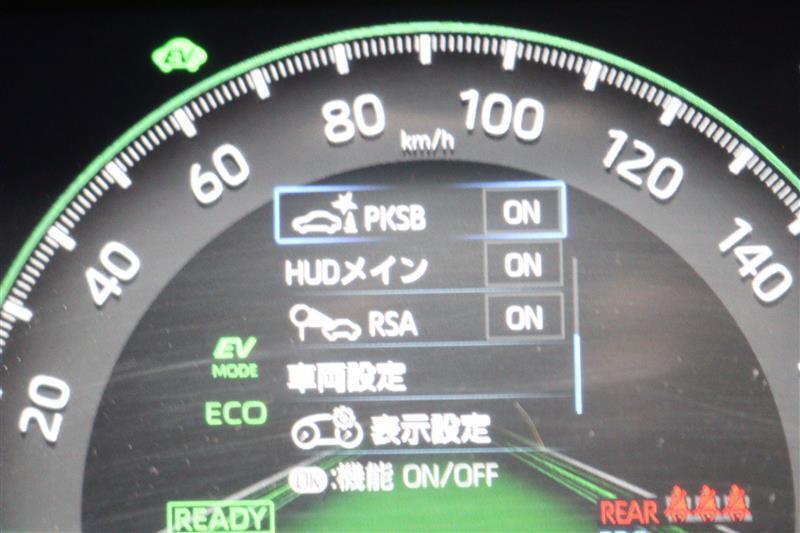 EV
20
40
60
80
100
120
140
km/h
PKSB ON
HUDメイン ON
RSA ON
車両設定
表示設定
OK:機能 ON/OFF
EV
MODE
ECO
READY
REAR